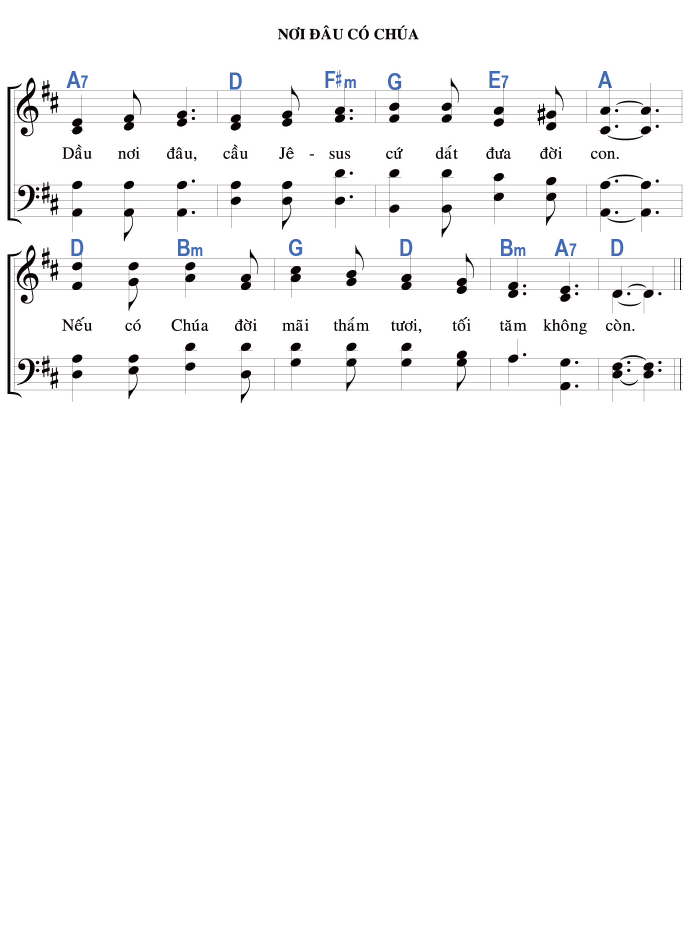 NƠI ĐÂU CÓ CHÚA
A7 D F♯m G E7 A
Dầu nơi đâu, cầu Jê - sus cứ dắt đưa đời con.
D Bm G D Bm A7 D
Nếu có Chúa đời mãi thắm tươi, tối tăm không còn.